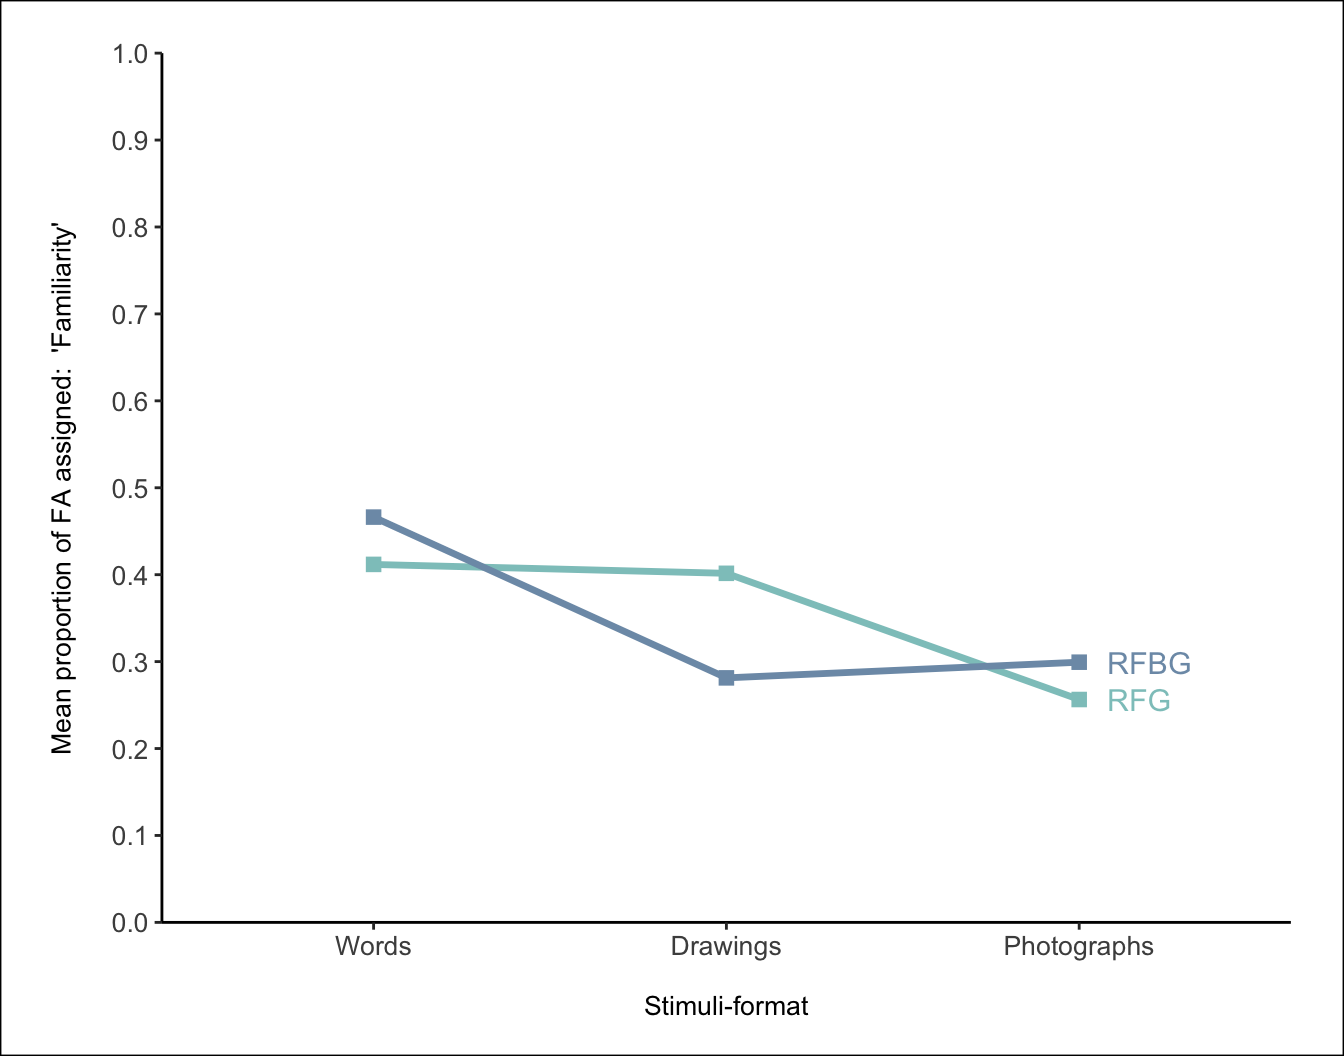 1.0
0.9
0.8
0.7
0.6
0.5
0.4
0.3
0.2
0.1
0.0
Mean proportion of FA assigned:  'Familiarity'
RFBG
RFG
Words
Drawings
Photographs
Stimuli-format